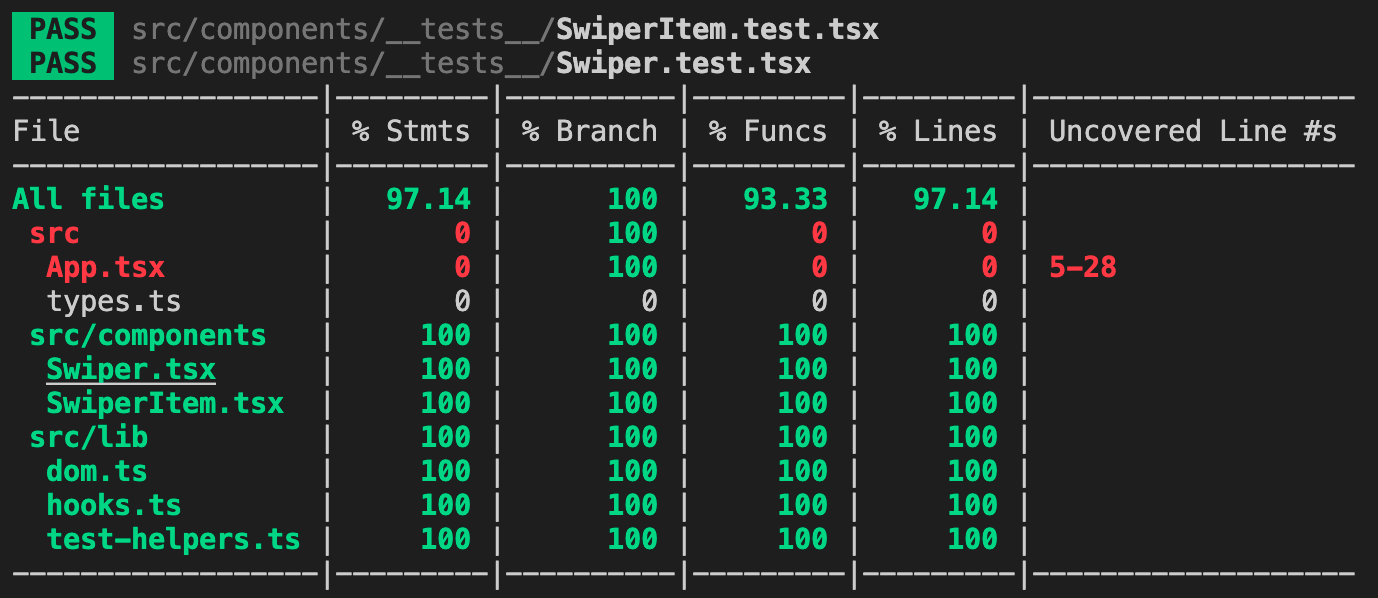 PASS src/components/__tests__/SwiperItem.test.tsx
PASS src/components/__tests__/Swiper.test.tsx
File | % Stmts | % Branch | % Funcs | % Lines | Uncovered Line #s
All files | 97.14 | 100 | 93.33 | 97.14 |
src | 0 | 100 | 0 | 0 |
App.tsx | 0 | 100 | 0 | 0 | 5-28
types.ts | 0 | 0 | 0 | 0 |
src/components | 100 | 100 | 100 | 100 |
Swiper.tsx | 100 | 100 | 100 | 100 |
SwiperItem.tsx | 100 | 100 | 100 | 100 |
src/lib | 100 | 100 | 100 | 100 |
dom.ts | 100 | 100 | 100 | 100 |
hooks.ts | 100 | 100 | 100 | 100 |
test-helpers.ts | 100 | 100 | 100 | 100 |